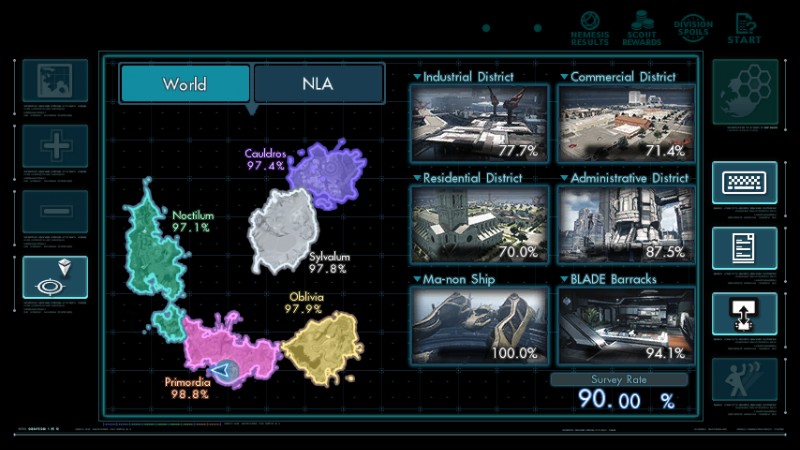 NEMESIS RESULTS
SCOUT REWARDS
DIVISION SPOILS
START
World
NLA
Industrial District
77.7%
Commercial District
71.4%
Cauldros
97.4%
Residential District
70.0%
Administrative District
87.5%
Noctilum
97.1%
Sylvalum
97.8%
Ma-non Ship
100.0%
BLADE Barracks
94.1%
Oblivia
97.9%
Primordia
98.8%
Survey Rate
90.00 %